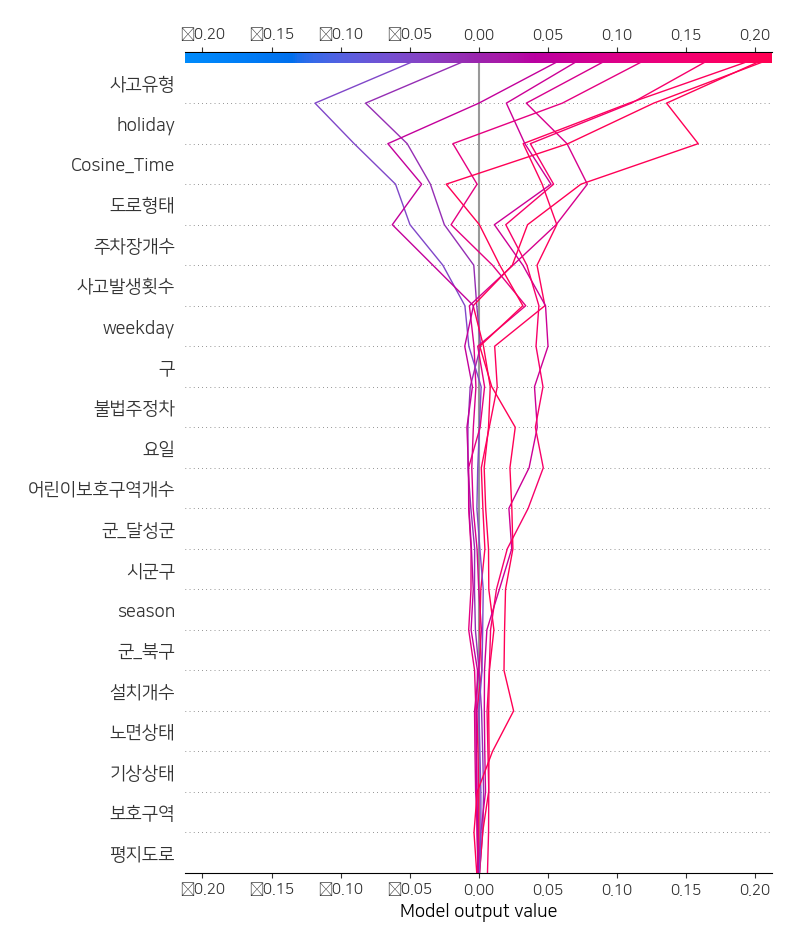 -0.20 -0.15 -0.10 -0.05 0.00 0.05 0.10 0.15 0.20
사고유형
holiday
Cosine_Time
도로형태
주차장개수
사고발생횟수
weekday
구
불법주정차
요일
어린이보호구역개수
군_달성군
시군구
season
군_북구
설치개수
노면상태
기상상태
보호구역
평지도로
-0.20 -0.15 -0.10 -0.05 0.00 0.05 0.10 0.15 0.20
Model output value